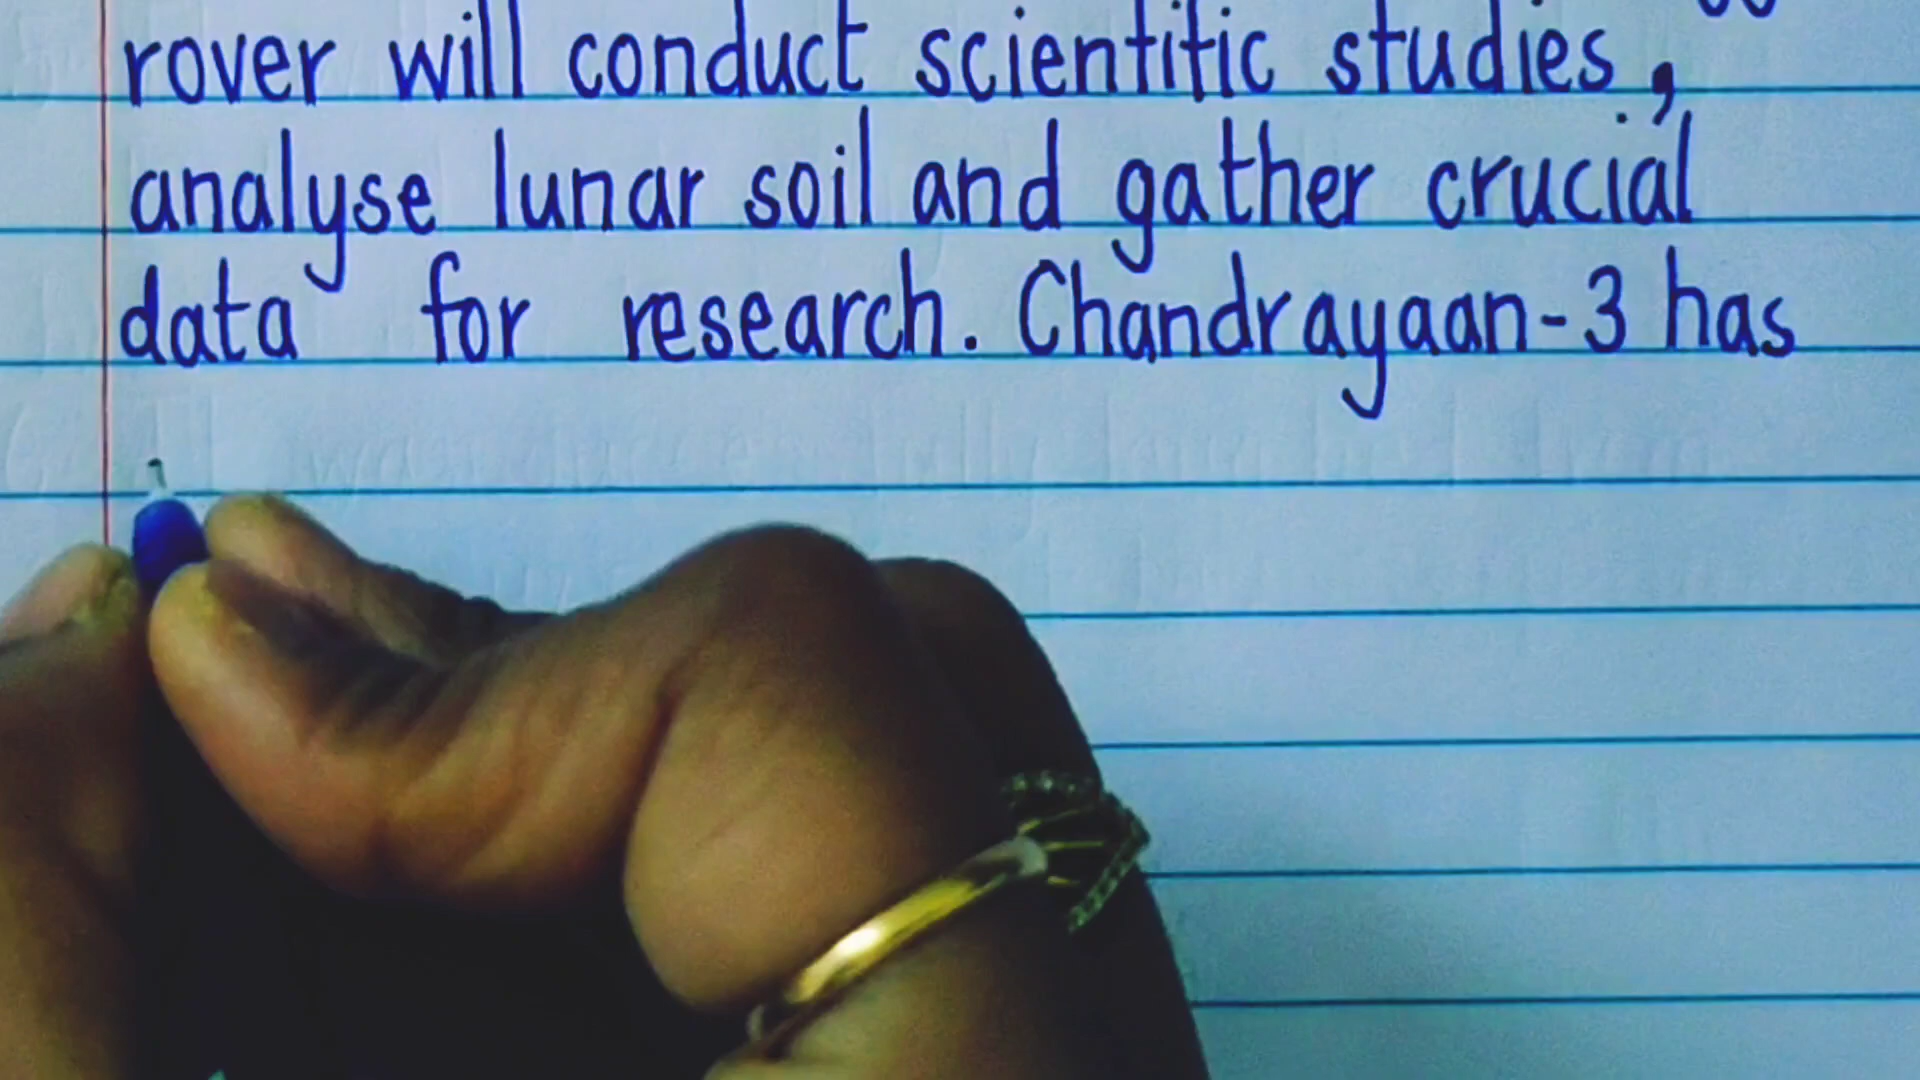 rover will conduct scientific studies,
analyse lunar soil and gather crucial
data for research. Chandrayaan-3 has